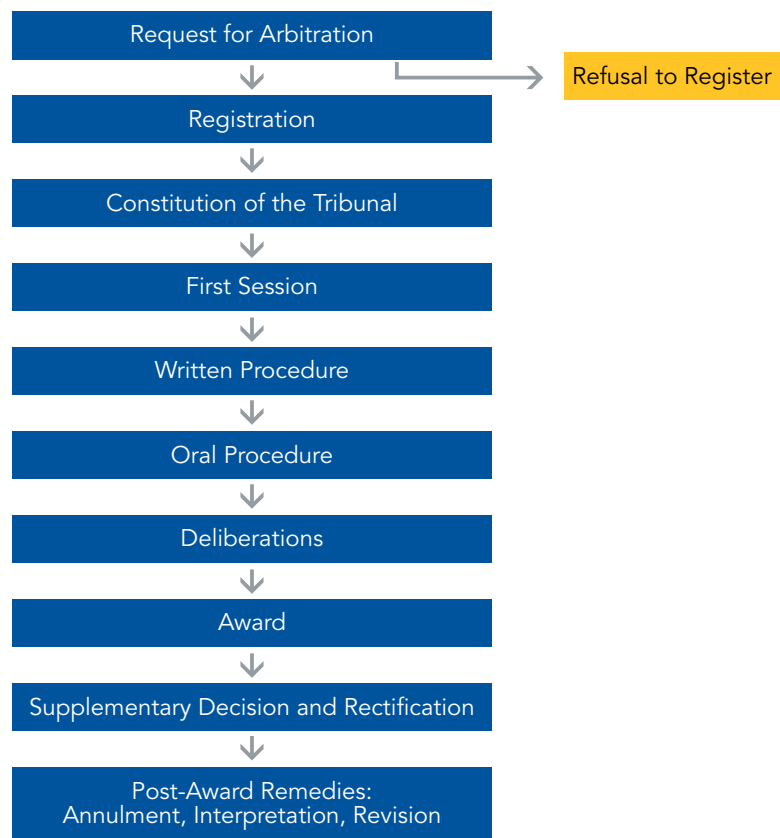 Request for Arbitration
Refusal to Register
Registration
Constitution of the Tribunal
First Session
Written Procedure
Oral Procedure
Deliberations
Award
Supplementary Decision and Rectification
Post-Award Remedies:
Annulment, Interpretation, Revision